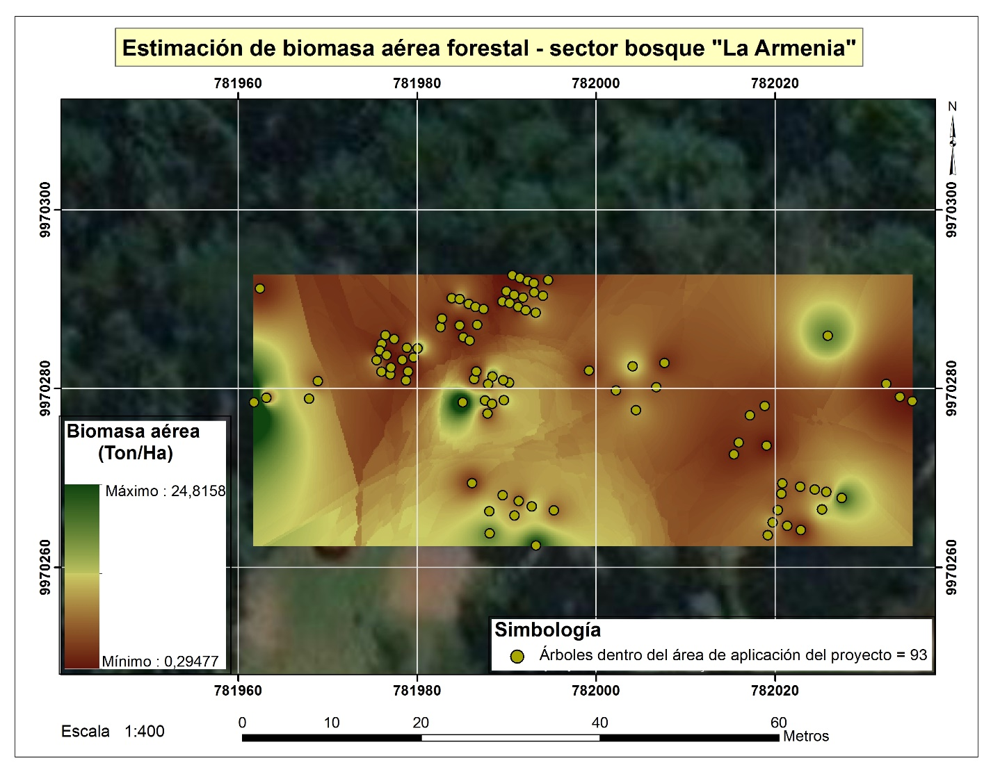 Estimación de biomasa aérea forestal - sector bosque "La Armenia"
781960 781980 782000 782020
N
9970300 9970300
9970280 9970280
9970260 9970260
Biomasa aérea
(Ton/Ha)
Máximo : 24,8158
Mínimo : 0,29477
Simbología
Árboles dentro del área de aplicación del proyecto = 93
781960 781980 782000 782020
0 10 20 40 60
Escala 1:400
Metros